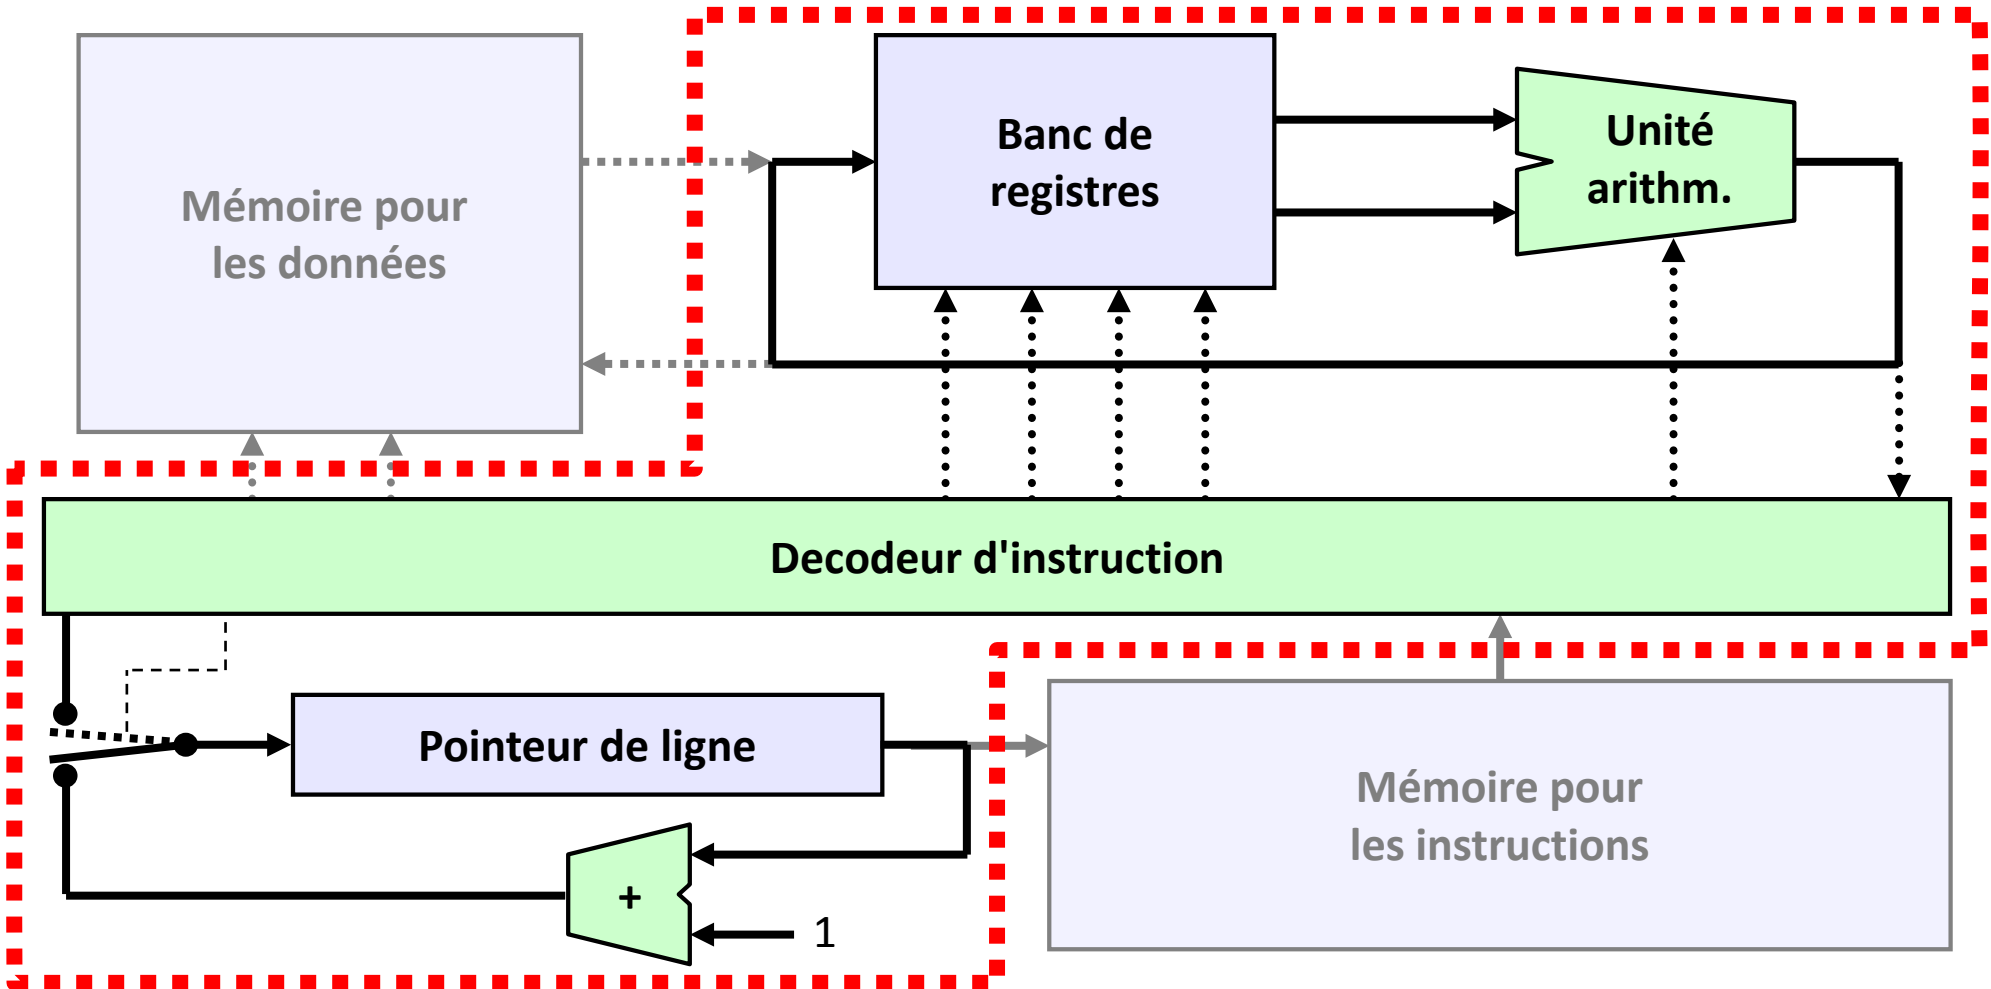 Mémoire pour
les données
Banc de
registres
Unité
arithm.
Decodeur d'instruction
Pointeur de ligne
+
1
Mémoire pour
les instructions